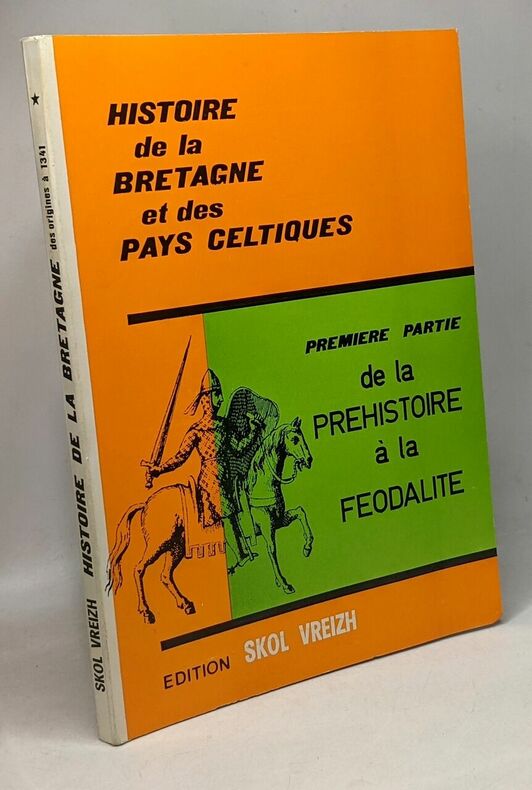 HISTOIRE
de la
BRETAGNE
et des
PAYS CELTIQUES
PREMIERE PARTIE
de la
PREHISTOIRE
à la
FEODALITE
EDITION SKOL VREIZH
SKOL VREIZH HISTOIRE DE LA BRETAGNE des origines à 1341 ★